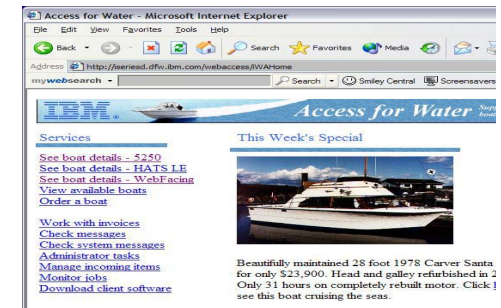 Access for Water - Microsoft Internet Explorer
File Edit View Favorites Tools Help
Back Search Favorites Media
Address http://iseriesd.dfw.ibm.com/webaccess/iWAHome
mywebsearch Search Smiley Central Screensavers
IBM. Access for Water
Services
This Week's Special
See boat details - 5250
See boat details - HATS LE
See boat details - WebFacing
View available boats
Order a boat
Work with invoices
Check messages
Check system messages
Administrator tasks
Manage incoming items
Monitor jobs
Download client software
Beautifully maintained 28 foot 1978 Carver Santa
for only $23,900. Head and galley refurbished in 2
Only 31 hours on completely rebuilt motor. Click
see this boat cruising the seas.